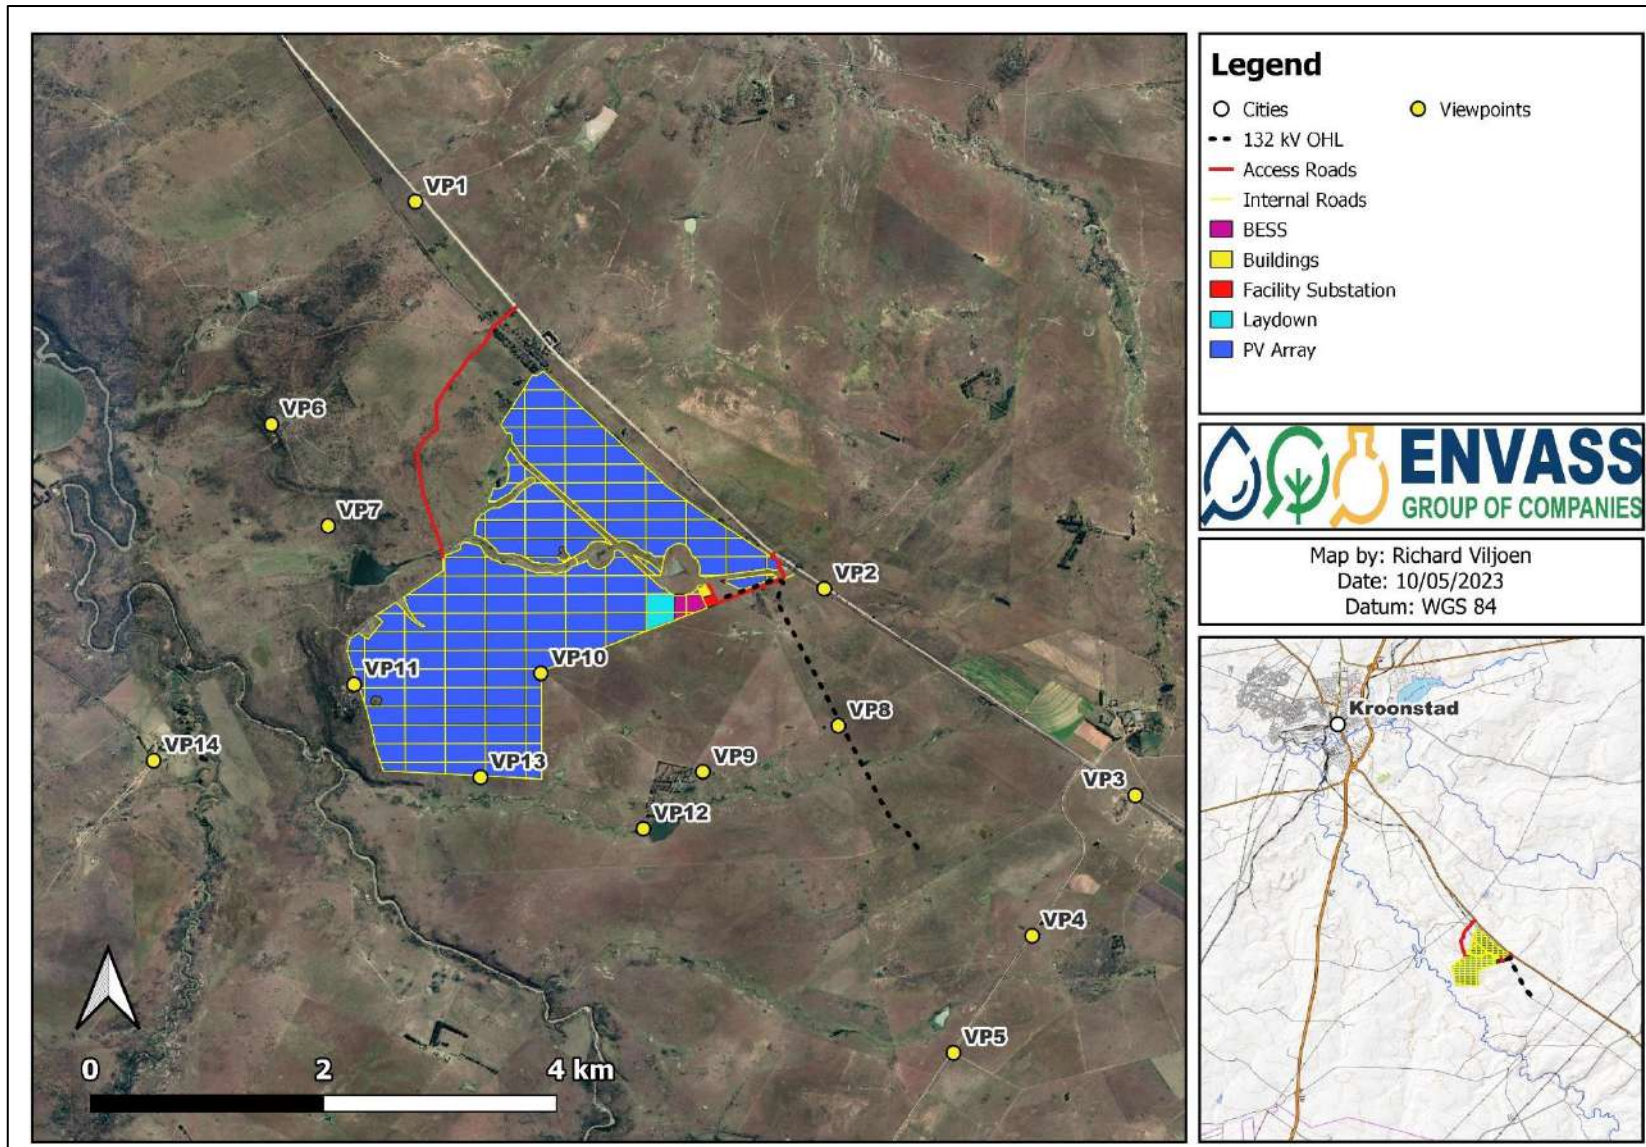 VP1
VP6
VP7
VP2
VP10
VP11
VP8
VP14
VP9
VP13
VP3
VP12
VP4
VP5
0 2 4 km
Legend
Cities Viewpoints
132 kV OHL
Access Roads
Internal Roads
BESS
Buildings
Facility Substation
Laydown
PV Array
ENVASS
GROUP OF COMPANIES
Map by: Richard Viljoen
Date: 10/05/2023
Datum: WGS 84
Kroonstad